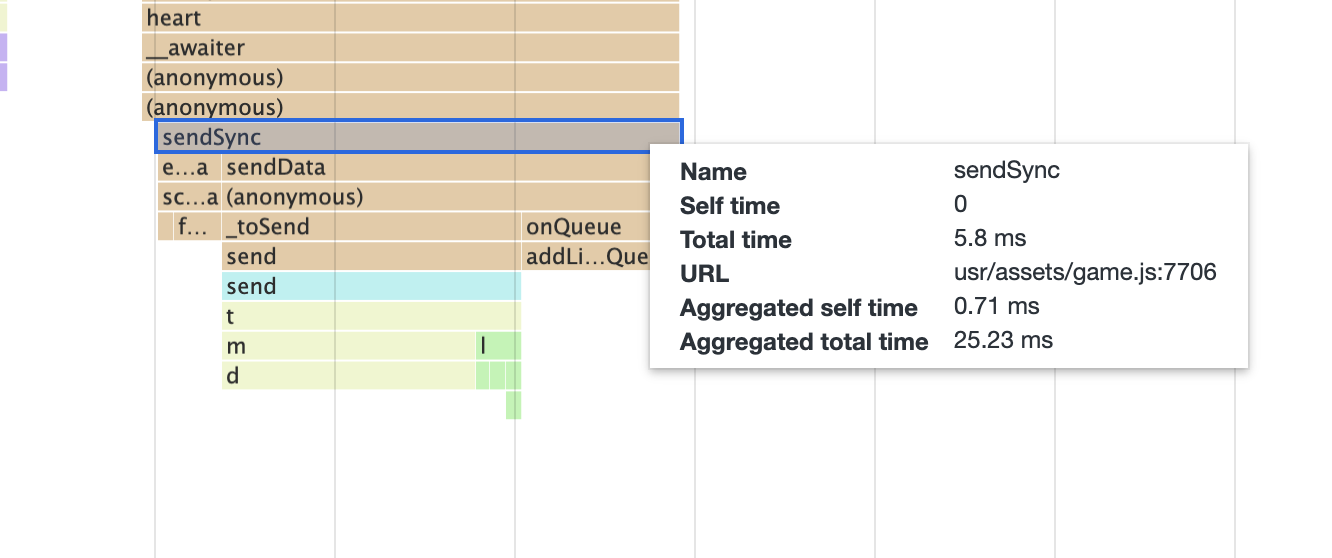 heart
__awaiter
(anonymous)
(anonymous)
sendSync
e...a sendData
sc...a (anonymous)
f... _toSend onQueue
send addLi...Que
send
t
m l
d
Name sendSync
Self time 0
Total time 5.8 ms
URL usr/assets/game.js:7706
Aggregated self time 0.71 ms
Aggregated total time 25.23 ms